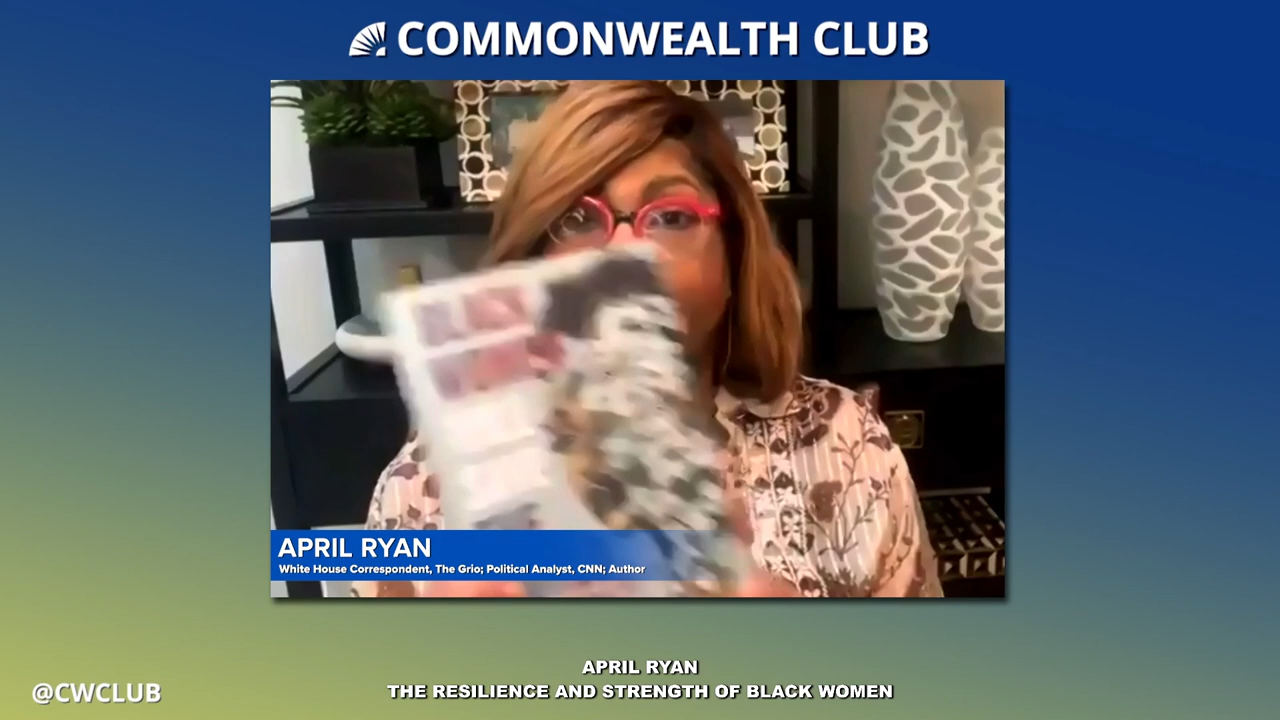 COMMONWEALTH CLUB
APRIL RYAN
White House Correspondent, The Grio; Political Analyst, CNN; Author
APRIL RYAN
THE RESILIENCE AND STRENGTH OF BLACK WOMEN
@CWCLUB